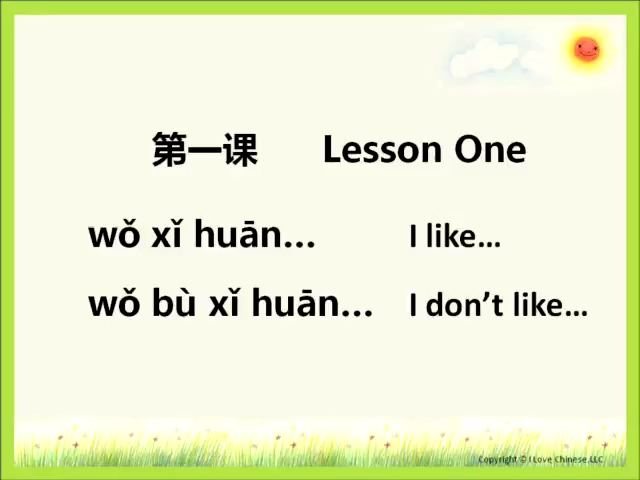 第一课 Lesson One
wǒ xǐ huān... I like...
wǒ bù xǐ huān... I don't like...
Copyright © I Love Chinese LLC